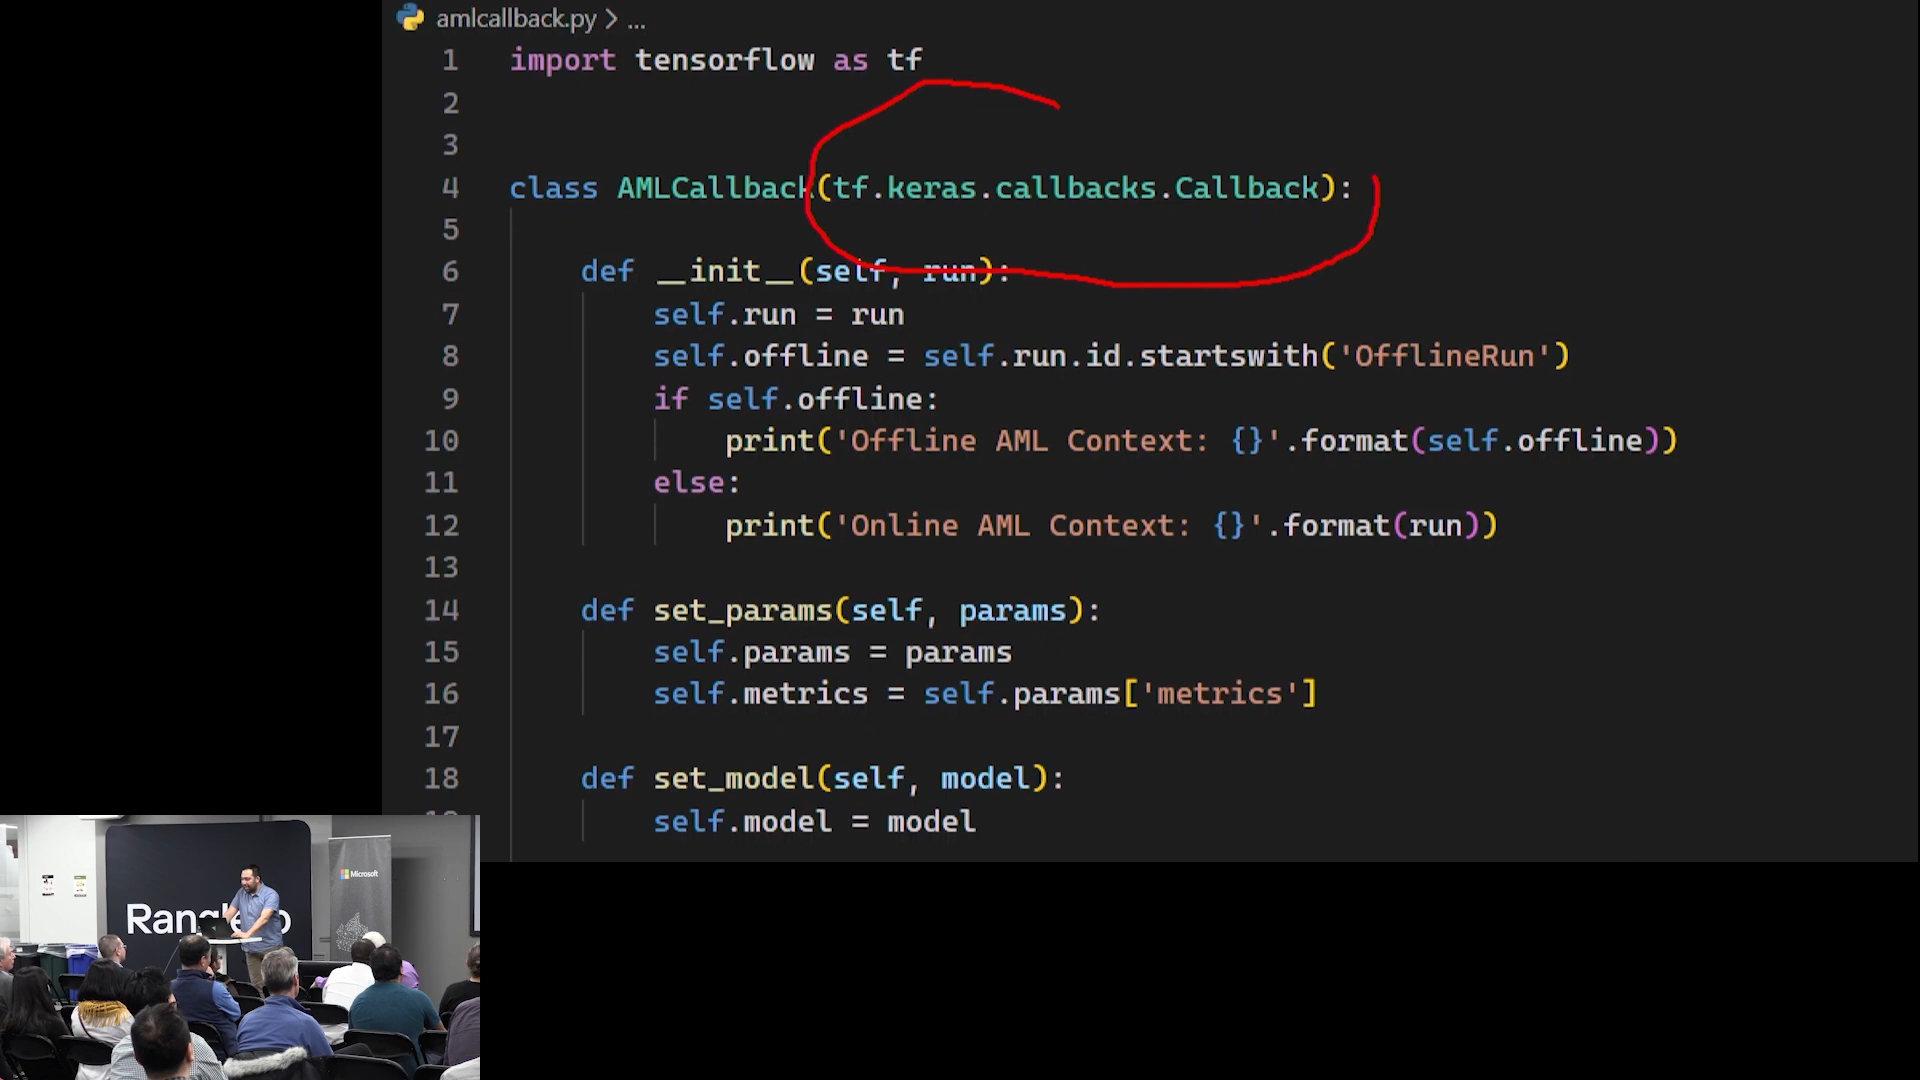 amlcallback.py > ...
1 import tensorflow as tf
2
3
4 class AMLCallback(tf.keras.callbacks.Callback):
5
6 def __init__(self, run):
7 self.run = run
8 self.offline = self.run.id.startswith('OfflineRun')
9 if self.offline:
10 print('Offline AML Context: {}'.format(self.offline))
11 else:
12 print('Online AML Context: {}'.format(run))
13
14 def set_params(self, params):
15 self.params = params
16 self.metrics = self.params['metrics']
17
18 def set_model(self, model):
self.model = model
Microsoft